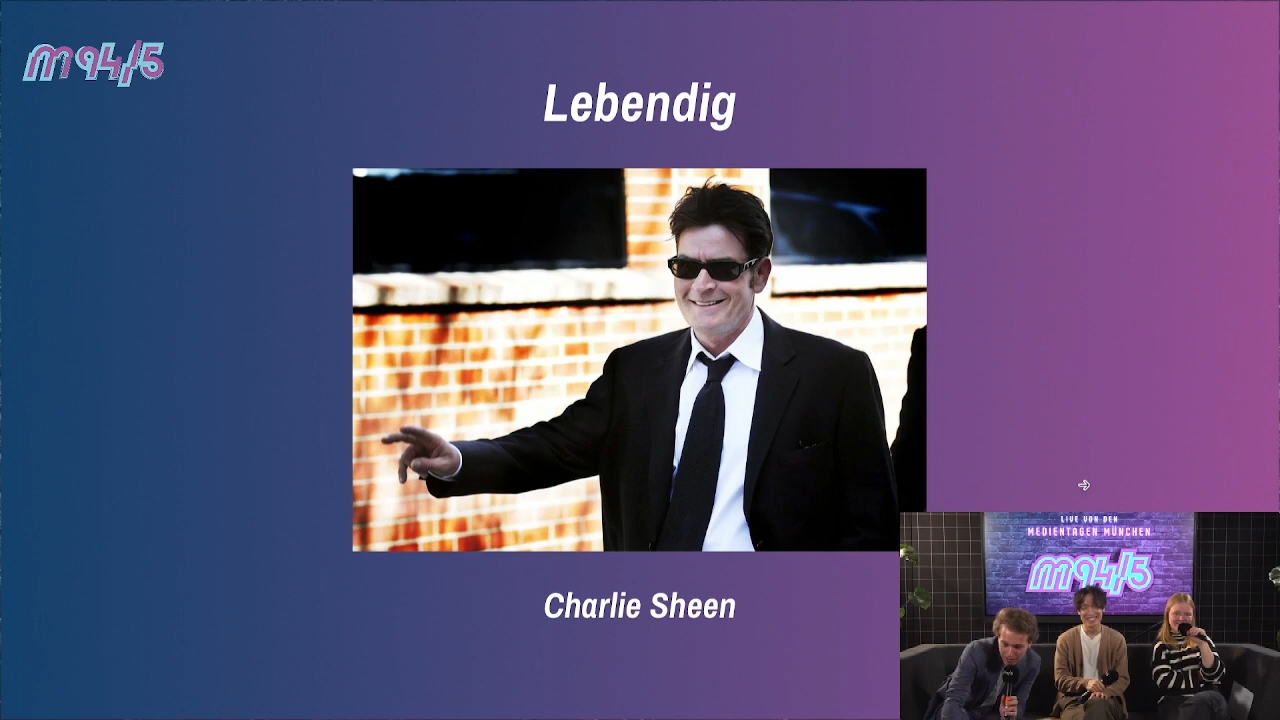 m94/5
Lebendig
Charlie Sheen
LIVE VON DEN
MEDIENTAGEN MÜNCHEN
m94/5